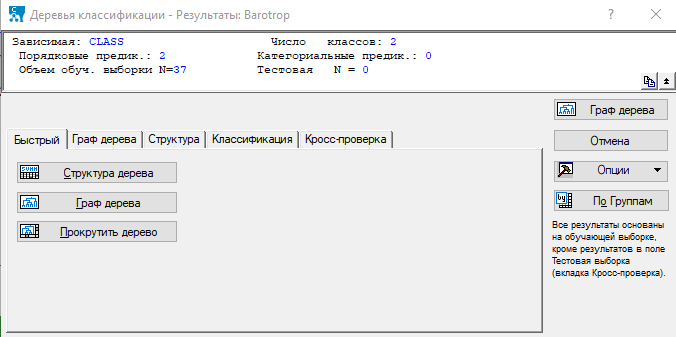 Деревья классификации - Результаты: Barotrop
Зависимая: CLASS Число классов: 2
Порядковые предик.: 2 Категориальные предик.: 0
Объем обуч. выборки N=37 Тестовая N = 0
Граф дерева
Отмена
Опции
По Группам
Все результаты основаны
на обучающей выборке,
кроме результатов в поле
Тестовая выборка
(вкладка Кросс-проверка).
Быстрый Граф дерева Структура Классификация Кросс-проверка
Структура дерева
Граф дерева
Прокрутить дерево